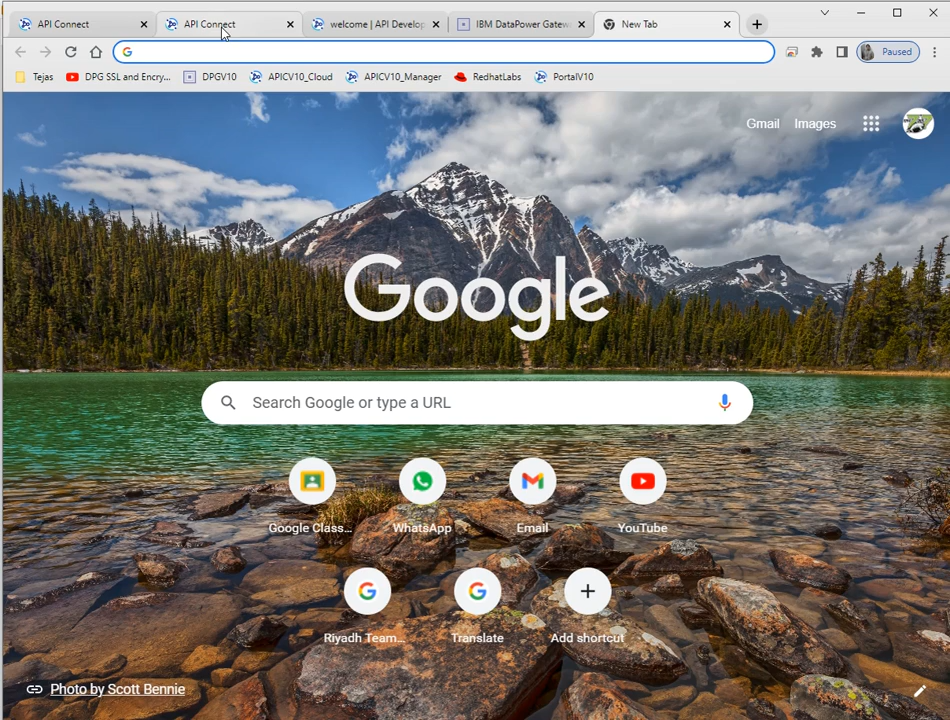 API Connect
API Connect
welcome | API Develop
IBM DataPower Gatew
New Tab
Paused
Tejas
DPG SSL and Encry...
DPGV10
APICV10_Cloud
APICV10_Manager
RedhatLabs
PortalV10
Gmail
Images
Google
Search Google or type a URL
Google Class...
WhatsApp
Email
YouTube
Riyadh Team...
Translate
Add shortcut
Photo by Scott Bennie